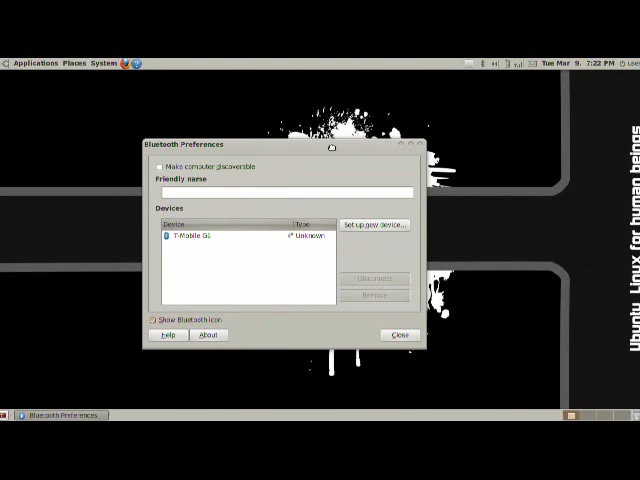 Applications Places System
Tue Mar 9, 7:22 PM
Bluetooth Preferences
Make computer discoverable
Friendly name
Devices
Device Type
Set up new device...
T-Mobile G1 Unknown
Disconnect
Remove
Show Bluetooth icon
Help About Close
Bluetooth Preferences
Ubuntu Linux for human beings